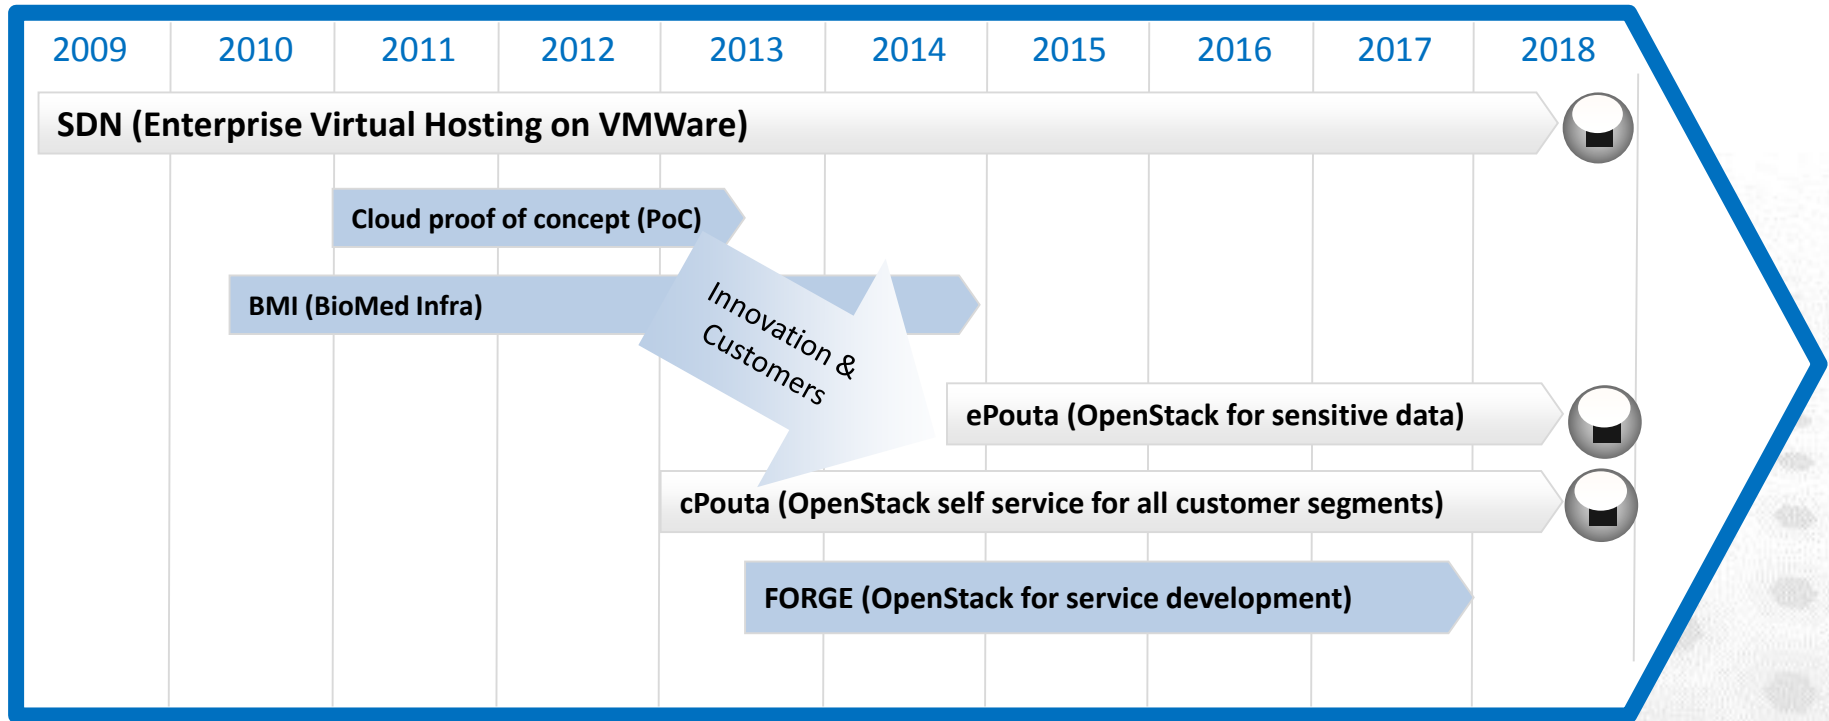 2009 2010 2011 2012 2013 2014 2015 2016 2017 2018
SDN (Enterprise Virtual Hosting on VMWare)
Cloud proof of concept (PoC)
BMI (BioMed Infra)
Innovation &
Customers
ePouta (OpenStack for sensitive data)
cPouta (OpenStack self service for all customer segments)
FORGE (OpenStack for service development)